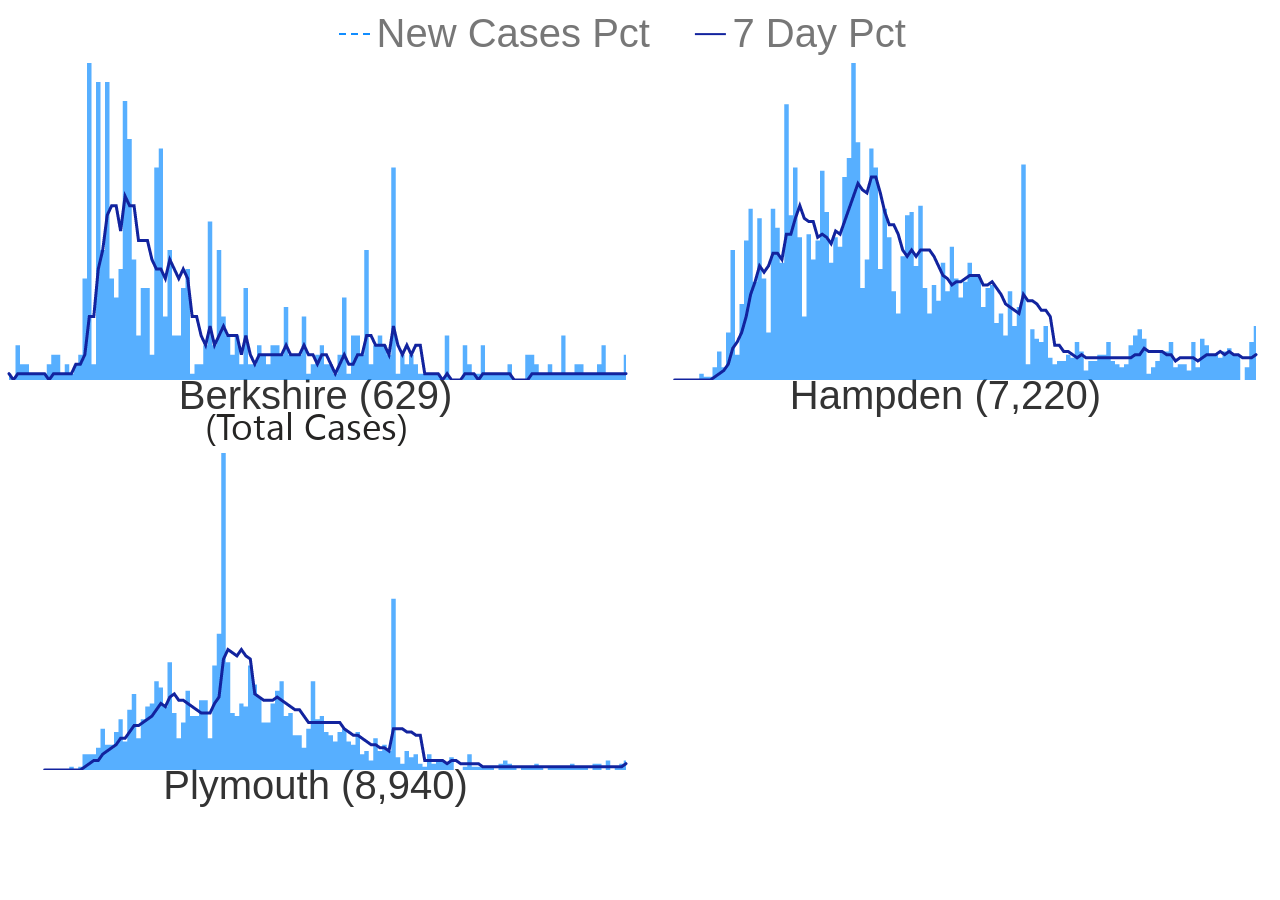 New Cases Pct 7 Day Pct
Berkshire (629) Hampden (7,220)
(Total Cases)
Plymouth (8,940)